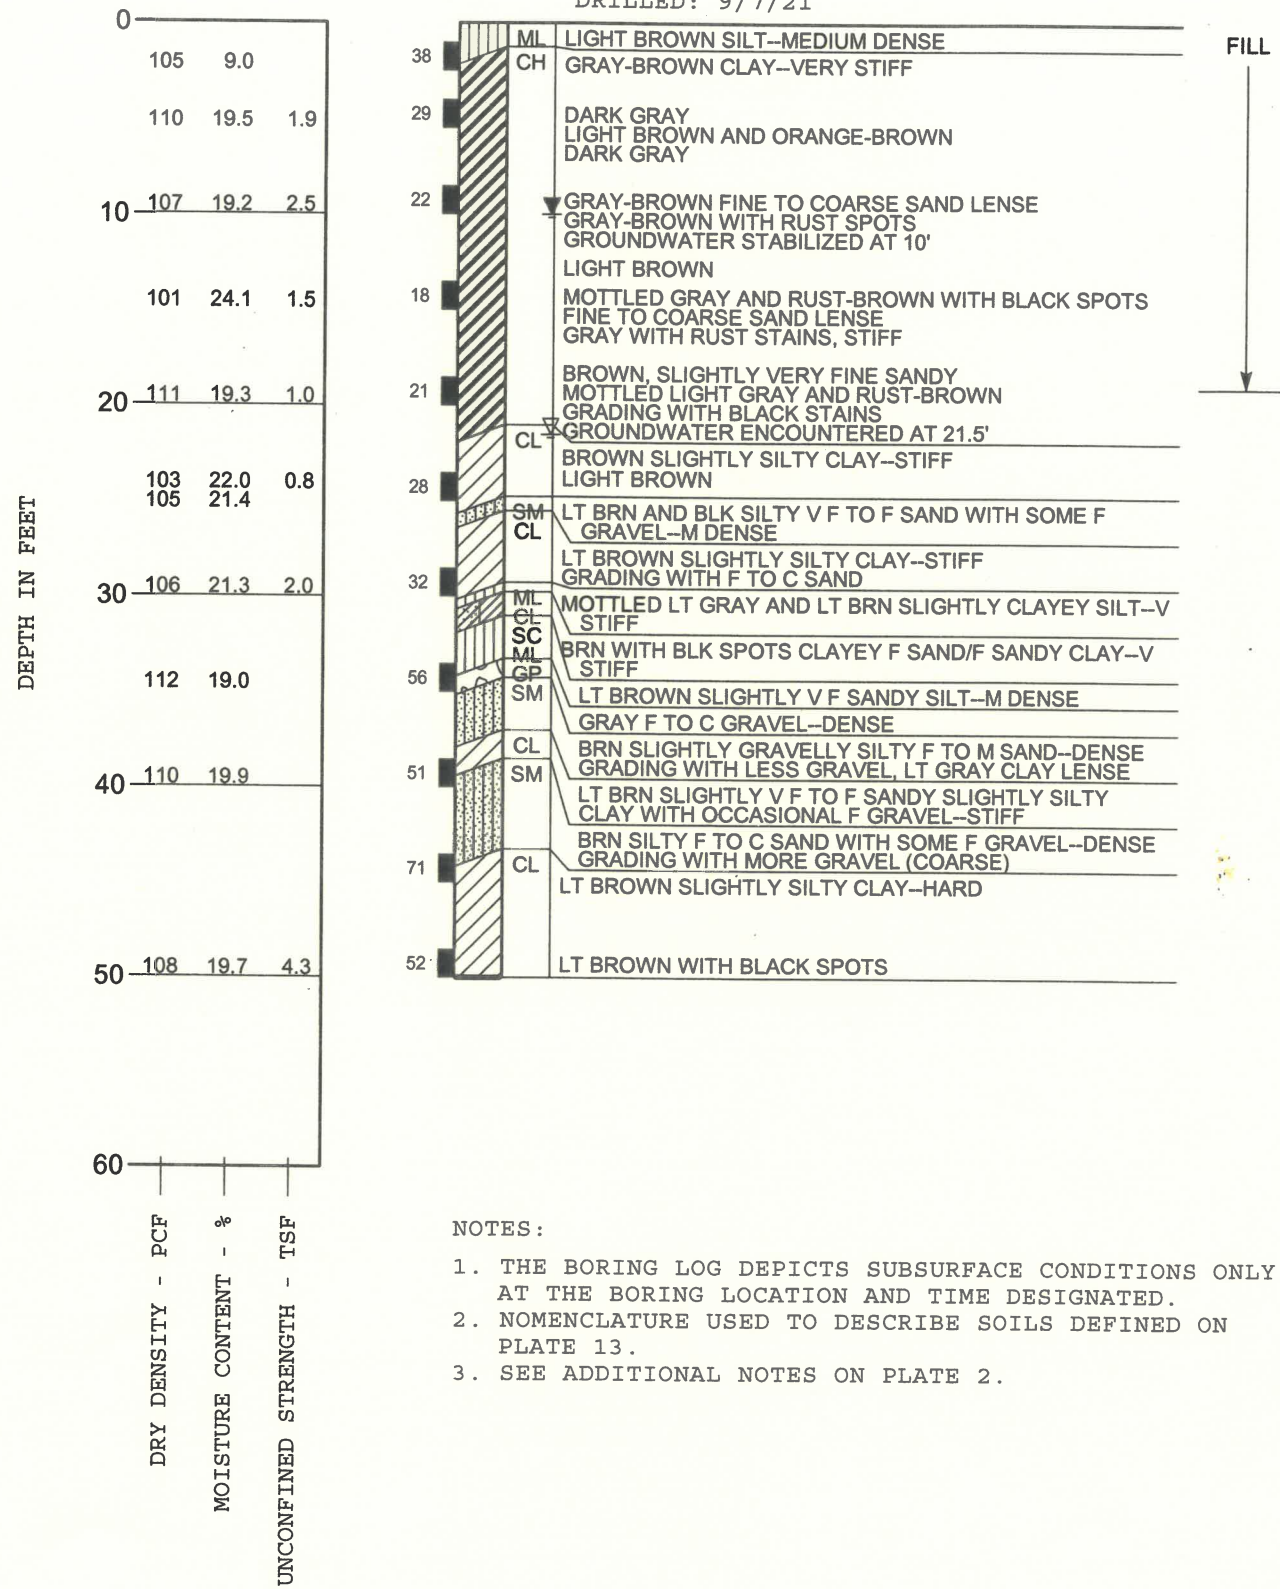 DRILLED: 9/7/21
0
105 9.0
110 19.5 1.9
10 107 19.2 2.5
101 24.1 1.5
20 111 19.3 1.0
103 22.0 0.8
105 21.4
30 106 21.3 2.0
112 19.0
40 110 19.9
50 108 19.7 4.3
60
DEPTH IN FEET
DRY DENSITY - PCF
MOISTURE CONTENT - %
UNCONFINED STRENGTH - TSF
38
29
22
18
21
28
32
56
51
71
52
ML LIGHT BROWN SILT--MEDIUM DENSE
CH GRAY-BROWN CLAY--VERY STIFF
DARK GRAY
LIGHT BROWN AND ORANGE-BROWN
DARK GRAY
GRAY-BROWN FINE TO COARSE SAND LENSE
GRAY-BROWN WITH RUST SPOTS
GROUNDWATER STABILIZED AT 10'
LIGHT BROWN
MOTTLED GRAY AND RUST-BROWN WITH BLACK SPOTS
FINE TO COARSE SAND LENSE
GRAY WITH RUST STAINS, STIFF
BROWN, SLIGHTLY VERY FINE SANDY
MOTTLED LIGHT GRAY AND RUST-BROWN
GRADING WITH BLACK STAINS
GROUNDWATER ENCOUNTERED AT 21.5'
CL
BROWN SLIGHTLY SILTY CLAY--STIFF
LIGHT BROWN
SM LT BRN AND BLK SILTY V F TO F SAND WITH SOME F
CL GRAVEL--M DENSE
LT BROWN SLIGHTLY SILTY CLAY--STIFF
GRADING WITH F TO C SAND
ML MOTTLED LT GRAY AND LT BRN SLIGHTLY CLAYEY SILT--V
CL STIFF
SC
ML BRN WITH BLK SPOTS CLAYEY F SAND/F SANDY CLAY--V
GP STIFF
SM LT BROWN SLIGHTLY V F SANDY SILT--M DENSE
GRAY F TO C GRAVEL--DENSE
CL BRN SLIGHTLY GRAVELLY SILTY F TO M SAND--DENSE
SM GRADING WITH LESS GRAVEL, LT GRAY CLAY LENSE
LT BRN SLIGHTLY V F TO F SANDY SLIGHTLY SILTY
CLAY WITH OCCASIONAL F GRAVEL--STIFF
BRN SILTY F TO C SAND WITH SOME F GRAVEL--DENSE
CL GRADING WITH MORE GRAVEL (COARSE)
LT BROWN SLIGHTLY SILTY CLAY--HARD
LT BROWN WITH BLACK SPOTS
FILL
NOTES:
1. THE BORING LOG DEPICTS SUBSURFACE CONDITIONS ONLY
AT THE BORING LOCATION AND TIME DESIGNATED.
2. NOMENCLATURE USED TO DESCRIBE SOILS DEFINED ON
PLATE 13.
3. SEE ADDITIONAL NOTES ON PLATE 2.